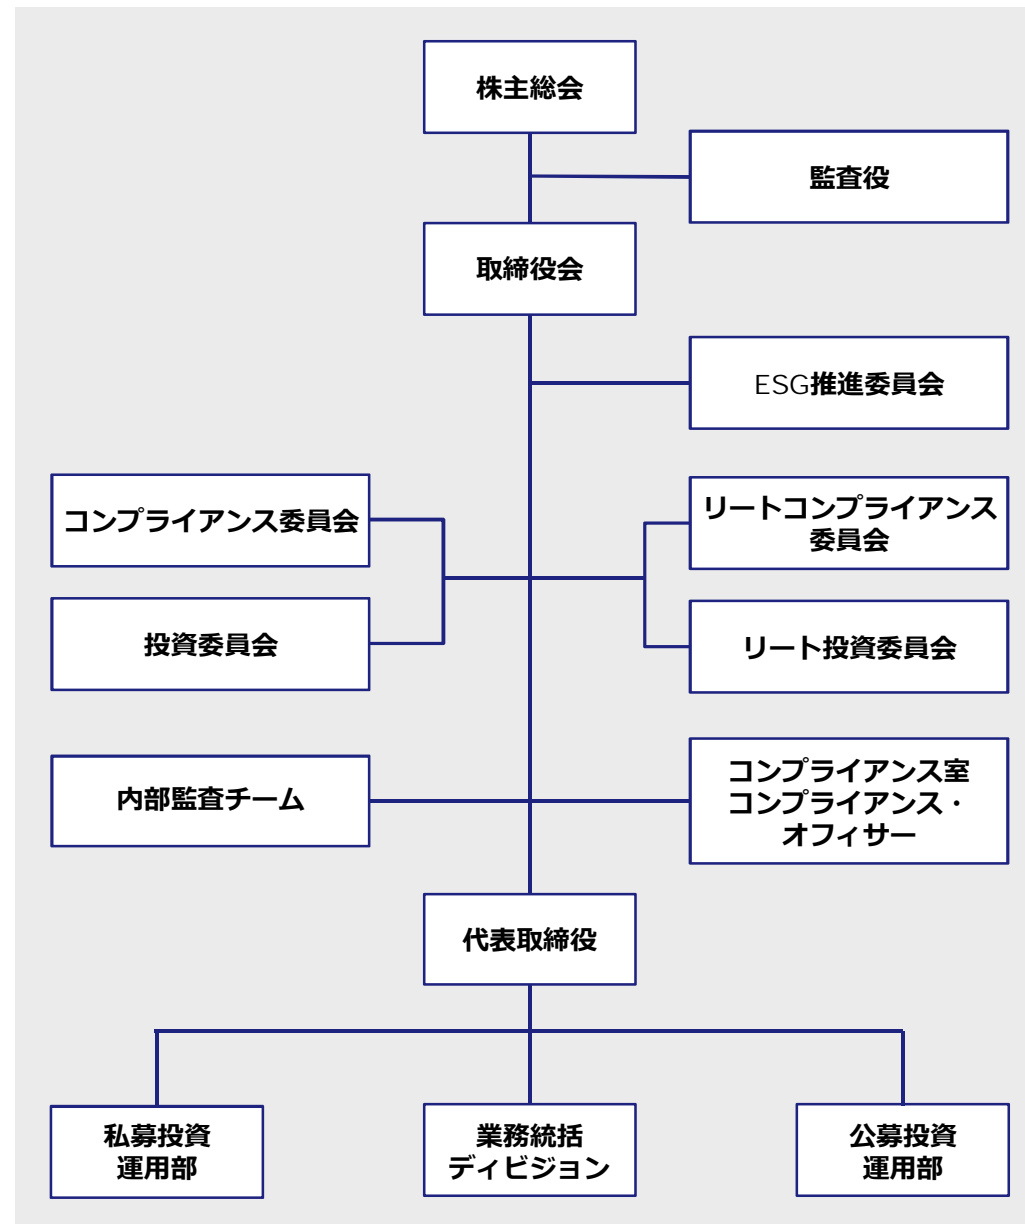 株主総会
監査役
取締役会
ESG推進委員会
コンプライアンス委員会
リートコンプライアンス
委員会
投資委員会
リート投資委員会
内部監査チーム
コンプライアンス室
コンプライアンス・
オフィサー
代表取締役
私募投資
運用部
業務統括
ディビジョン
公募投資
運用部